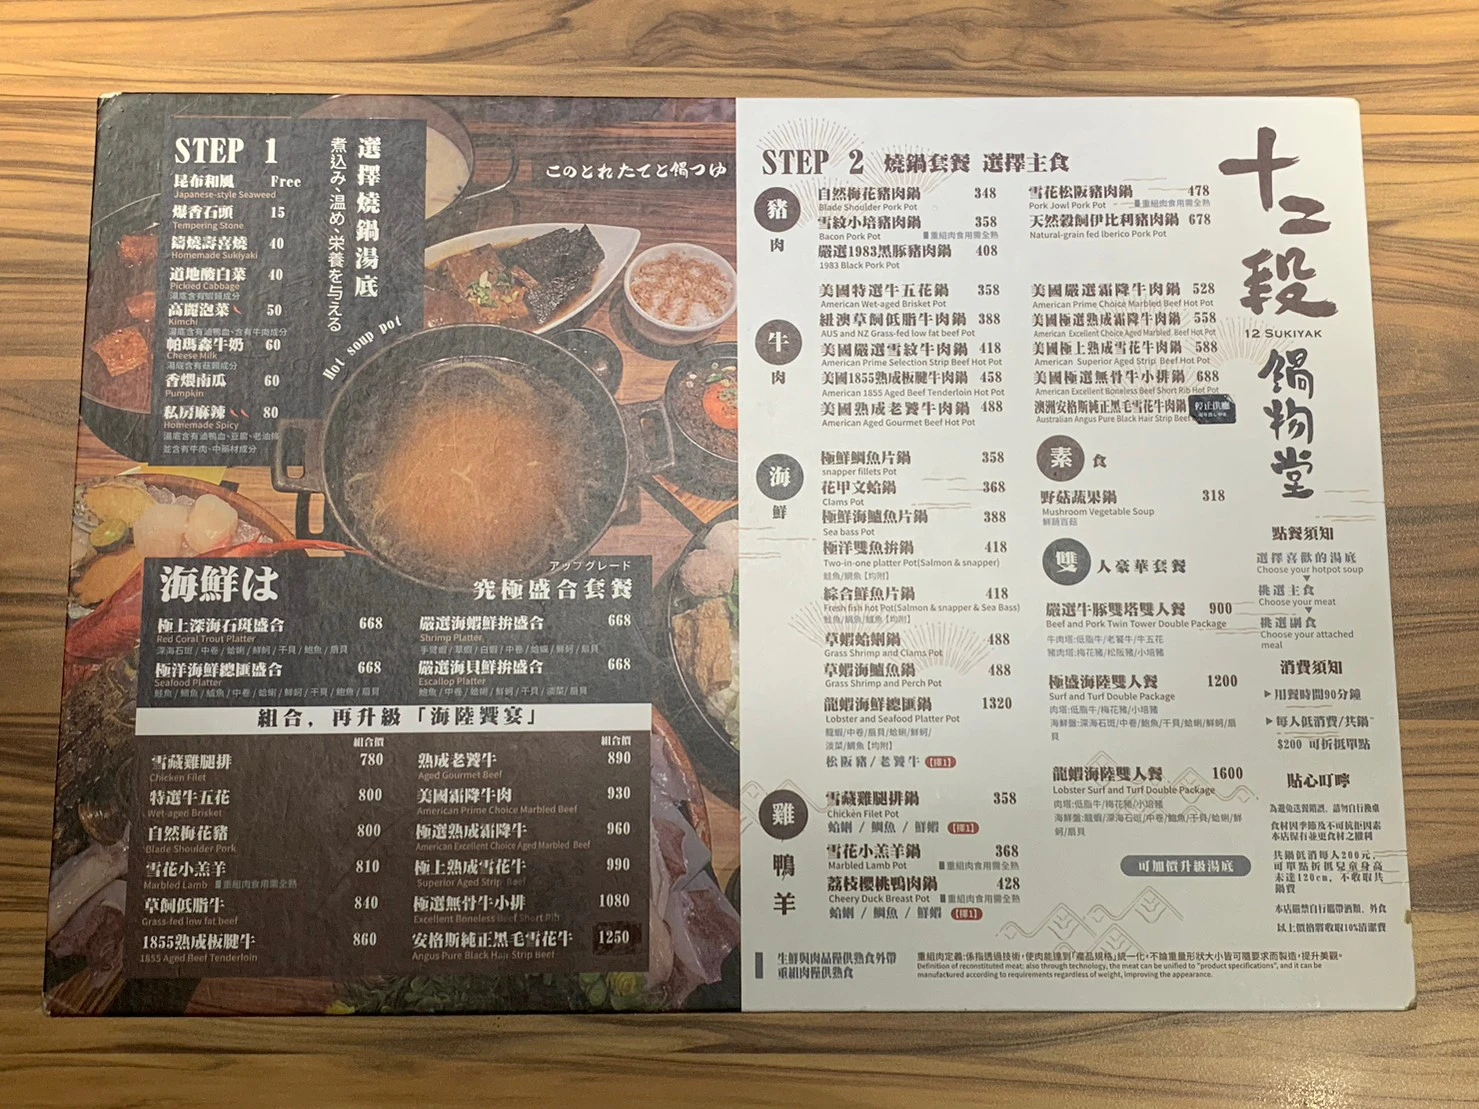 STEP 1
選擇燒鍋湯底
煮込み、温め、栄養を与える
このとれたてと鍋つゆ
Hot soup pot
昆布和風 Free
Japanese-style Seaweed
爆香石頭 15
Tempering Stone
鑄燒壽喜燒 40
Homemade Sukiyaki
道地酸白菜 40
Pickled Cabbage
湯底含有蝦類成分
高麗泡菜 50
Kimchi
湯底含有滷鴨血、含有牛肉成分
帕瑪森牛奶 60
Cheese Milk
湯底含有菇類成分
香煨南瓜 60
Pumpkin
私房麻辣 80
Homemade Spicy
湯底含有滷鴨血、豆腐、老油條
並含有牛肉、中藥材成分
海鮮は
アップグレード
究極盛合套餐
極上深海石斑盛合 668
Red Coral Trout Platter
深海石斑 / 中卷 / 蛤蜊 / 鮮蚵 / 干貝 / 鮑魚 / 扇貝
極洋海鮮總匯盛合 668
Seafood Platter
鮭魚 / 鯛魚 / 鱸魚 / 中卷 / 蛤蜊 / 鮮蚵 / 干貝 / 鮑魚 / 扇貝
嚴選海蝦鮮拚盛合 668
Shrimp Platter
手臂蝦 / 草蝦 / 白蝦 / 中卷 / 蛤蠣 / 鮮蚵 / 扇貝
嚴選海貝鮮拚盛合 668
Escallop Platter
鮑魚 / 中卷 / 蛤蜊 / 鮮蚵 / 干貝 / 淡菜 / 扇貝
組合，再升級「海陸饗宴」
組合價
雪藏雞腿排 780
Chicken Filet
特選牛五花 800
Wet-aged Brisket
自然梅花豬 800
Blade Shoulder Pork
雪花小羔羊 810
Marbled Lamb 重組肉食用需全熟
草飼低脂牛 840
Grass-fed low fat beef
1855熟成板腱牛 860
1855 Aged Beef Tenderloin
組合價
熟成老饕牛 890
Aged Gourmet Beef
美國霜降牛肉 930
American Prime Choice Marbled Beef
極選熟成霜降牛 960
American Excellent Choice Aged Marbled Beef
極上熟成雪花牛 990
Superior Aged Strip Beef
極選無骨牛小排 1080
Excellent Boneless Beef Short Rib
安格斯純正黑毛雪花牛 1250
Angus Pure Black Hair Strip Beef
STEP 2 燒鍋套餐 選擇主食
豬肉
自然梅花豬肉鍋 348
Blade Shoulder Pork Pot
雪紋小培豬肉鍋 358
Bacon Pork Pot 重組肉食用需全熟
嚴選1983黑豚豬肉鍋 408
1983 Black Pork Pot
雪花松阪豬肉鍋 478
Pork Jowl Pork Pot 重組肉食用需全熟
天然穀飼伊比利豬肉鍋 678
Natural-grain fed lberico Pork Pot
牛肉
美國特選牛五花鍋 358
American Wet-aged Brisket Pot
紐澳草飼低脂牛肉鍋 388
AUS and NZ Grass-fed low fat beef Pot
美國嚴選雪紋牛肉鍋 418
American Prime Selection Strip Beef Hot Pot
美國1855熟成板腱牛肉鍋 458
American 1855 Aged Beef Tenderloin Hot Pot
美國熟成老饕牛肉鍋 488
American Aged Gourmet Beef Hot Pot
美國嚴選霜降牛肉鍋 528
American Prime Choice Marbled Beef Hot Pot
美國極選熟成霜降牛肉鍋 558
American Excellent Choice Aged Marbled Beef Hot Pot
美國極上熟成雪花牛肉鍋 588
American Superior Aged Strip Beef Hot Pot
美國極選無骨牛小排鍋 688
American Excellent Boneless Beef Short Rib Hot Pot
澳洲安格斯純正黑毛雪花牛肉鍋 停止供應
Australian Angus Pure Black Hair Strip Beef
海鮮
極鮮鯛魚片鍋 358
snapper fillets Pot
花甲文蛤鍋 368
Clams Pot
極鮮海鱸魚片鍋 388
Sea bass Pot
極洋雙魚拚鍋 418
Two-in-one platter Pot(Salmon & snapper)
鮭魚/鯛魚【均附】
綜合鮮魚片鍋 418
Fresh fish hot Pot(Salmon & snapper & Sea Bass)
鮭魚/鯛魚/鱸魚【均附】
草蝦蛤蜊鍋 488
Grass Shrimp and Clams Pot
草蝦海鱸魚鍋 488
Grass Shrimp and Perch Pot
龍蝦海鮮總匯鍋 1320
Lobster and Seafood Platter Pot
龍蝦/中卷/扇貝/蛤蜊/鮮蚵/
淡菜/鯛魚【均附】
松阪豬/老饕牛【擇1】
雞鴨羊
雪藏雞腿排鍋 358
Chicken Filet Pot
蛤蜊 / 鯛魚 / 鮮蝦【擇1】
雪花小羔羊鍋 368
Marbled Lamb Pot 重組肉食用需全熟
荔枝櫻桃鴨肉鍋 428
Cheery Duck Breast Pot 重組肉食用需全熟
蛤蜊 / 鯛魚 / 鮮蝦【擇1】
素食
野菇蔬果鍋 318
Mushroom Vegetable Soup
鮮蔬百菇
雙人豪華套餐
嚴選牛豚雙塔雙人餐 900
Beef and Pork Twin Tower Double Package
牛肉塔:低脂牛/老饕牛/牛五花
豬肉塔:梅花豬/松阪豬/小培豬
極盛海陸雙人餐 1200
Surf and Turf Double Package
肉塔:低脂牛/梅花豬/小培豬
海鮮盤:深海石斑/中卷/鮑魚/干貝/蛤蜊/鮮蚵/扇
貝
龍蝦海陸雙人餐 1600
Lobster Surf and Turf Double Package
肉塔:低脂牛/梅花豬/小培豬
海鮮盤:龍蝦/深海石斑/中卷/鮑魚/干貝/蛤蜊/鮮
蚵/扇貝
可加價升級湯底
十二段
12 SUKIYAK
鍋物堂
點餐須知
選擇喜歡的湯底
Choose your hotpot soup
挑選主食
Choose your meat
挑選副食
Choose your attached
meal
消費須知
用餐時間90分鐘
每人低消費/共鍋
$200 可折抵單點
貼心叮嚀
為避免送餐錯誤，請勿自行換桌
食材因季節及不可抗拒因素
本店保有並更食材之權利
共鍋低消每人200元，
可單點折抵兒童身高
未達120cm，不收取共
鍋費
本店嚴禁自行攜帶酒類、外食
以上價格將收取10%清潔費
生鮮與肉品僅供熟食外帶
重組肉僅供熟食
重組肉定義:係指透過技術，使肉能達到「產品規格」統一化，不論重量形狀大小皆可隨要求而製造，提升美觀。
Definition of reconstituted meat: also through technology, the meat can be unified to "product specifications", and it can be
manufactured according to requirements regardless of weight, improving the appearance.